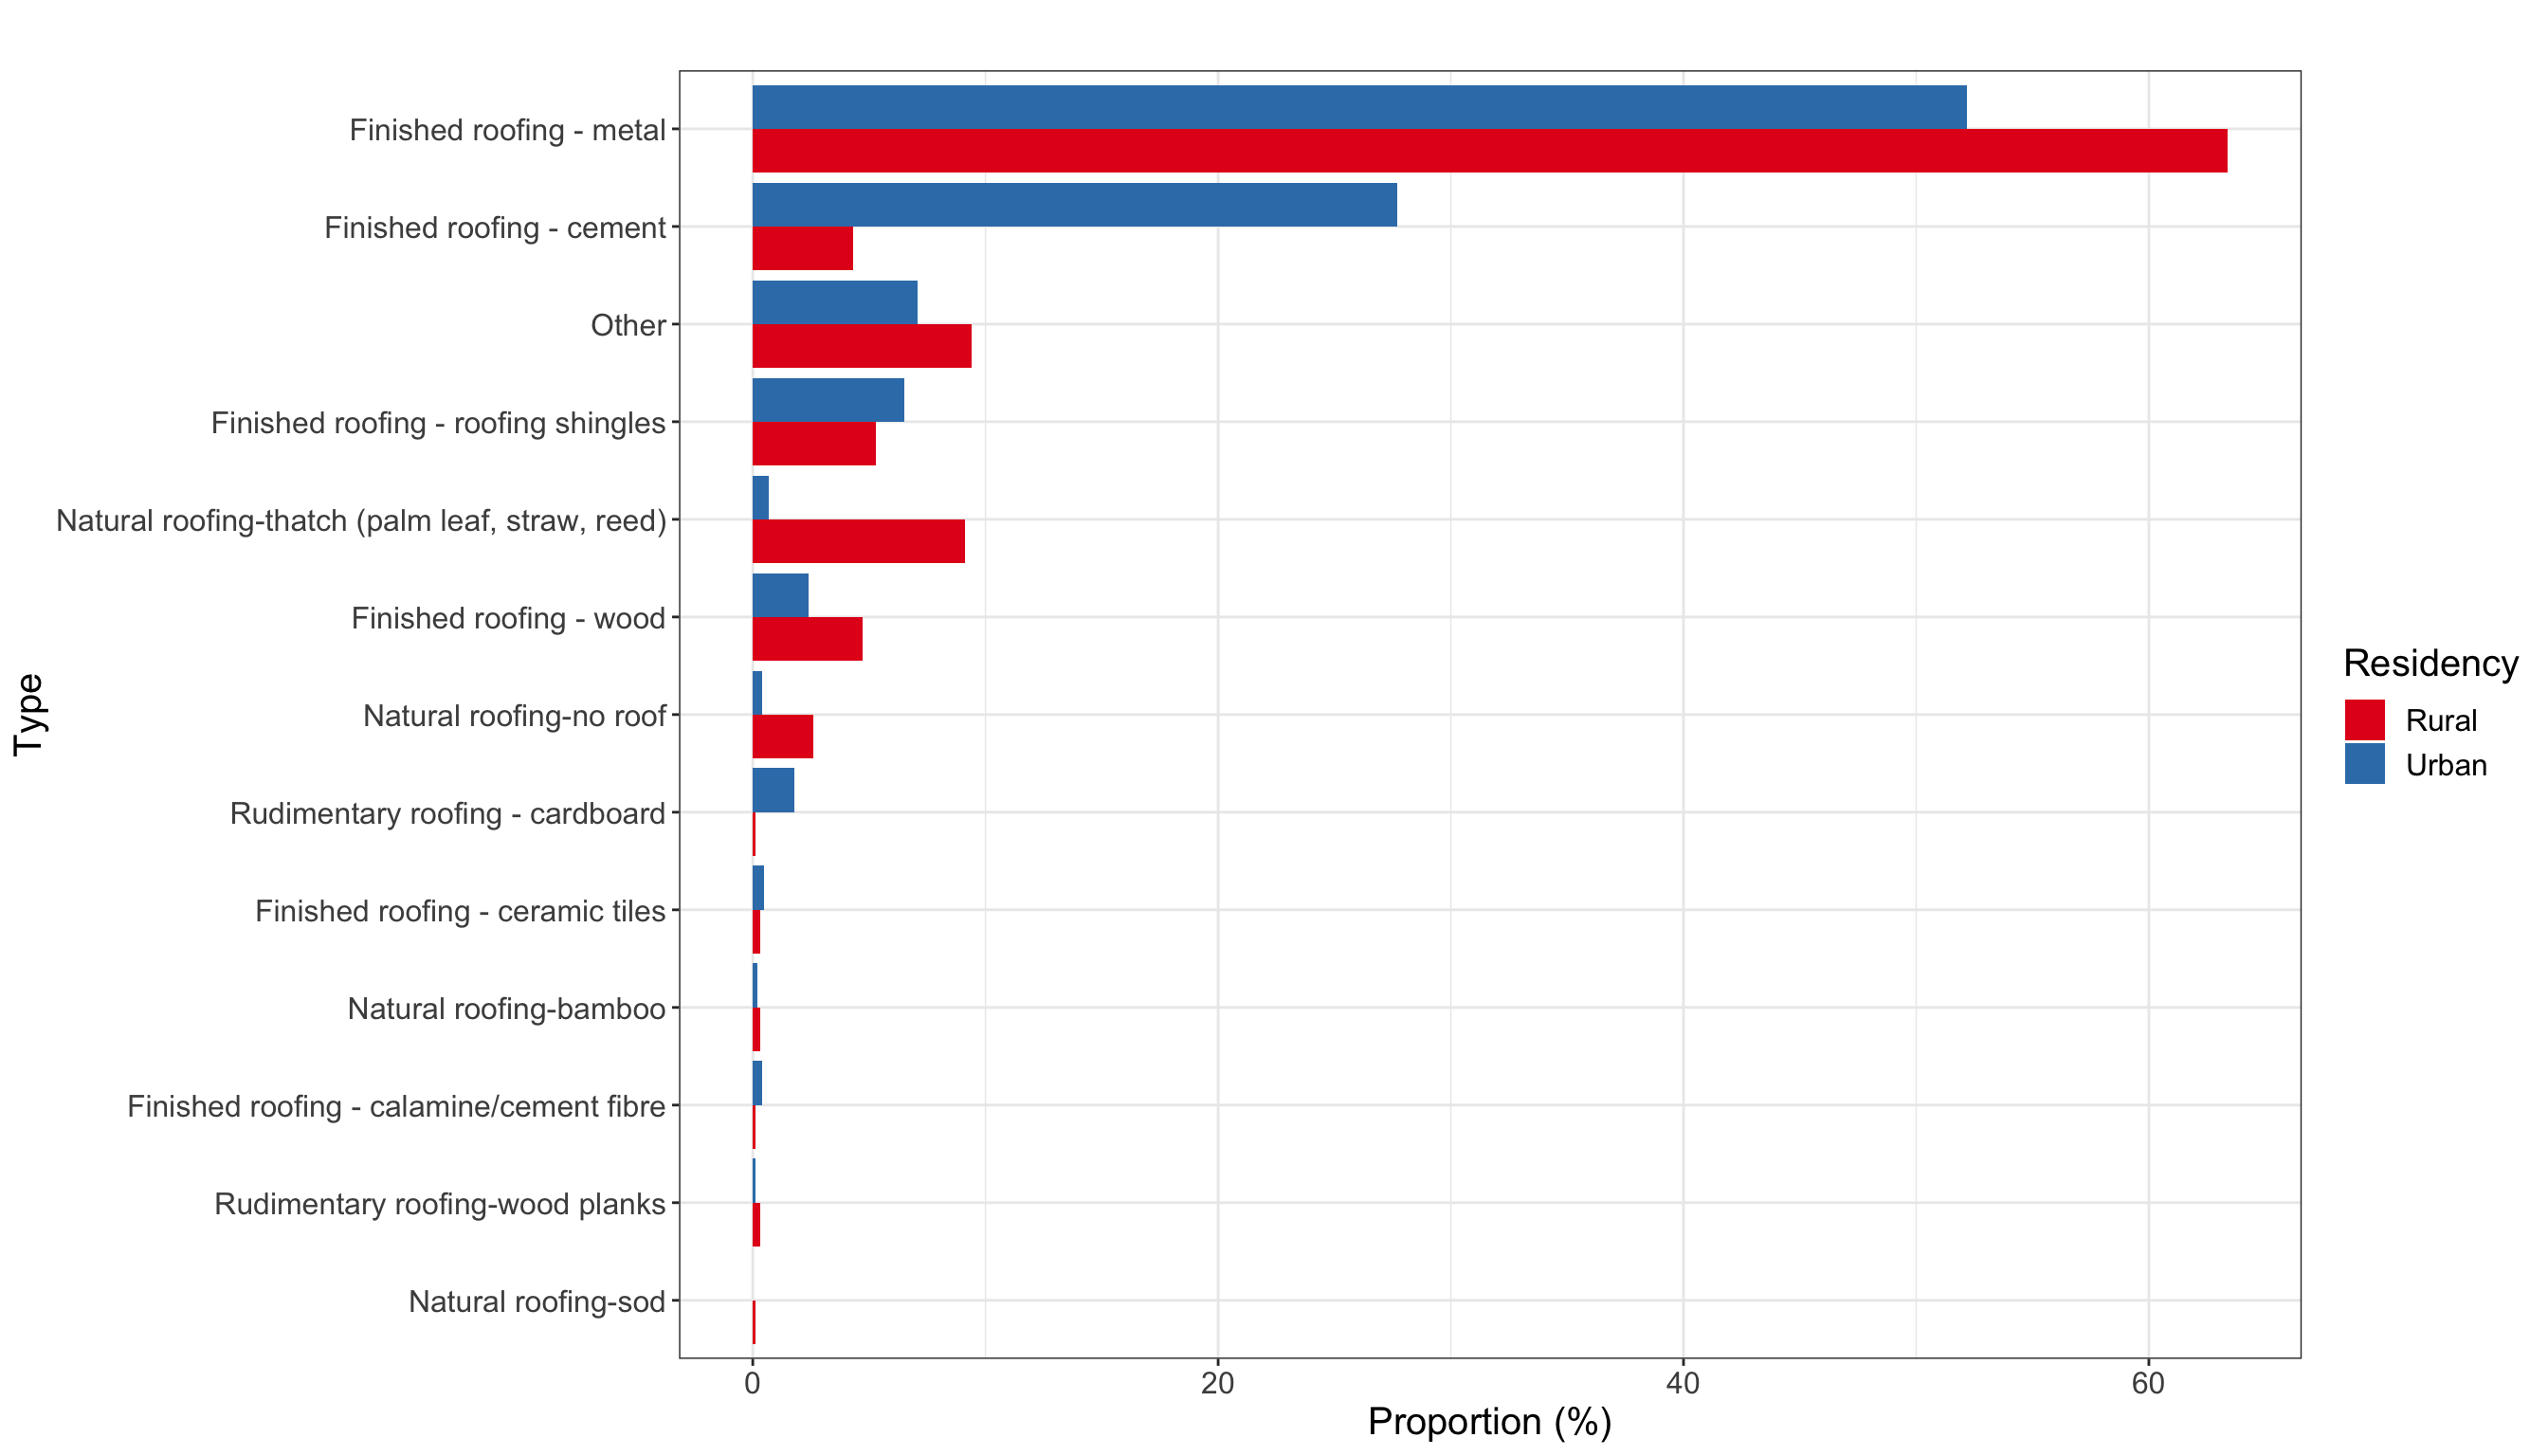 Finished roofing - metal
Finished roofing - cement
Other
Finished roofing - roofing shingles
Natural roofing-thatch (palm leaf, straw, reed)
Finished roofing - wood
Natural roofing-no roof
Rudimentary roofing - cardboard
Finished roofing - ceramic tiles
Natural roofing-bamboo
Finished roofing - calamine/cement fibre
Rudimentary roofing-wood planks
Natural roofing-sod
Type
0 20 40 60
Proportion (%)
Residency
Rural
Urban